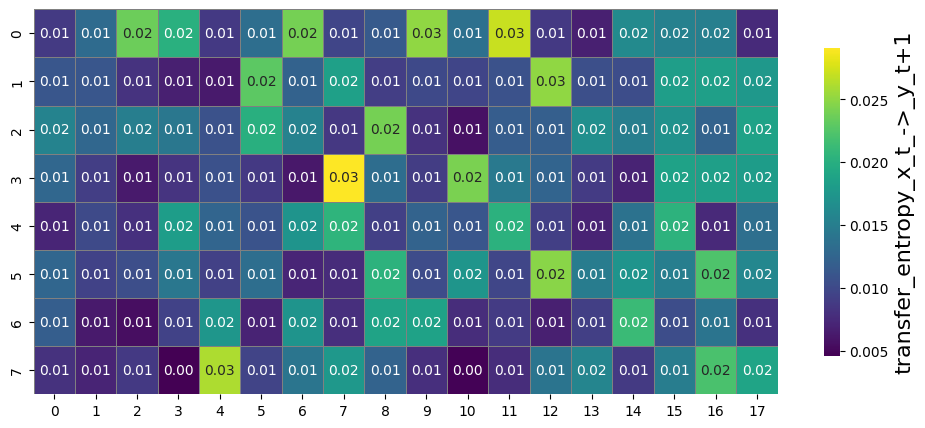 0 0.01 0.01 0.02 0.02 0.01 0.01 0.02 0.01 0.01 0.03 0.01 0.03 0.01 0.01 0.02 0.02 0.02 0.01
1 0.01 0.01 0.01 0.01 0.01 0.02 0.01 0.02 0.01 0.01 0.01 0.01 0.03 0.01 0.01 0.02 0.02 0.02
2 0.02 0.01 0.02 0.01 0.01 0.02 0.02 0.01 0.02 0.01 0.01 0.01 0.01 0.02 0.01 0.02 0.01 0.02
3 0.01 0.01 0.01 0.01 0.01 0.01 0.01 0.03 0.01 0.01 0.02 0.01 0.01 0.01 0.01 0.02 0.02 0.02
4 0.01 0.01 0.01 0.02 0.01 0.01 0.02 0.02 0.01 0.01 0.01 0.02 0.01 0.01 0.01 0.02 0.01 0.01
5 0.01 0.01 0.01 0.01 0.01 0.01 0.01 0.01 0.02 0.01 0.02 0.01 0.02 0.01 0.02 0.01 0.02 0.02
6 0.01 0.01 0.01 0.01 0.02 0.01 0.02 0.01 0.02 0.02 0.01 0.01 0.01 0.01 0.02 0.01 0.01 0.01
7 0.01 0.01 0.01 0.00 0.03 0.01 0.01 0.02 0.01 0.01 0.00 0.01 0.01 0.02 0.01 0.01 0.02 0.02
0 1 2 3 4 5 6 7 8 9 10 11 12 13 14 15 16 17
0.025
0.020
0.015
0.010
0.005
transfer_entropy_x_t_->_y_t+1